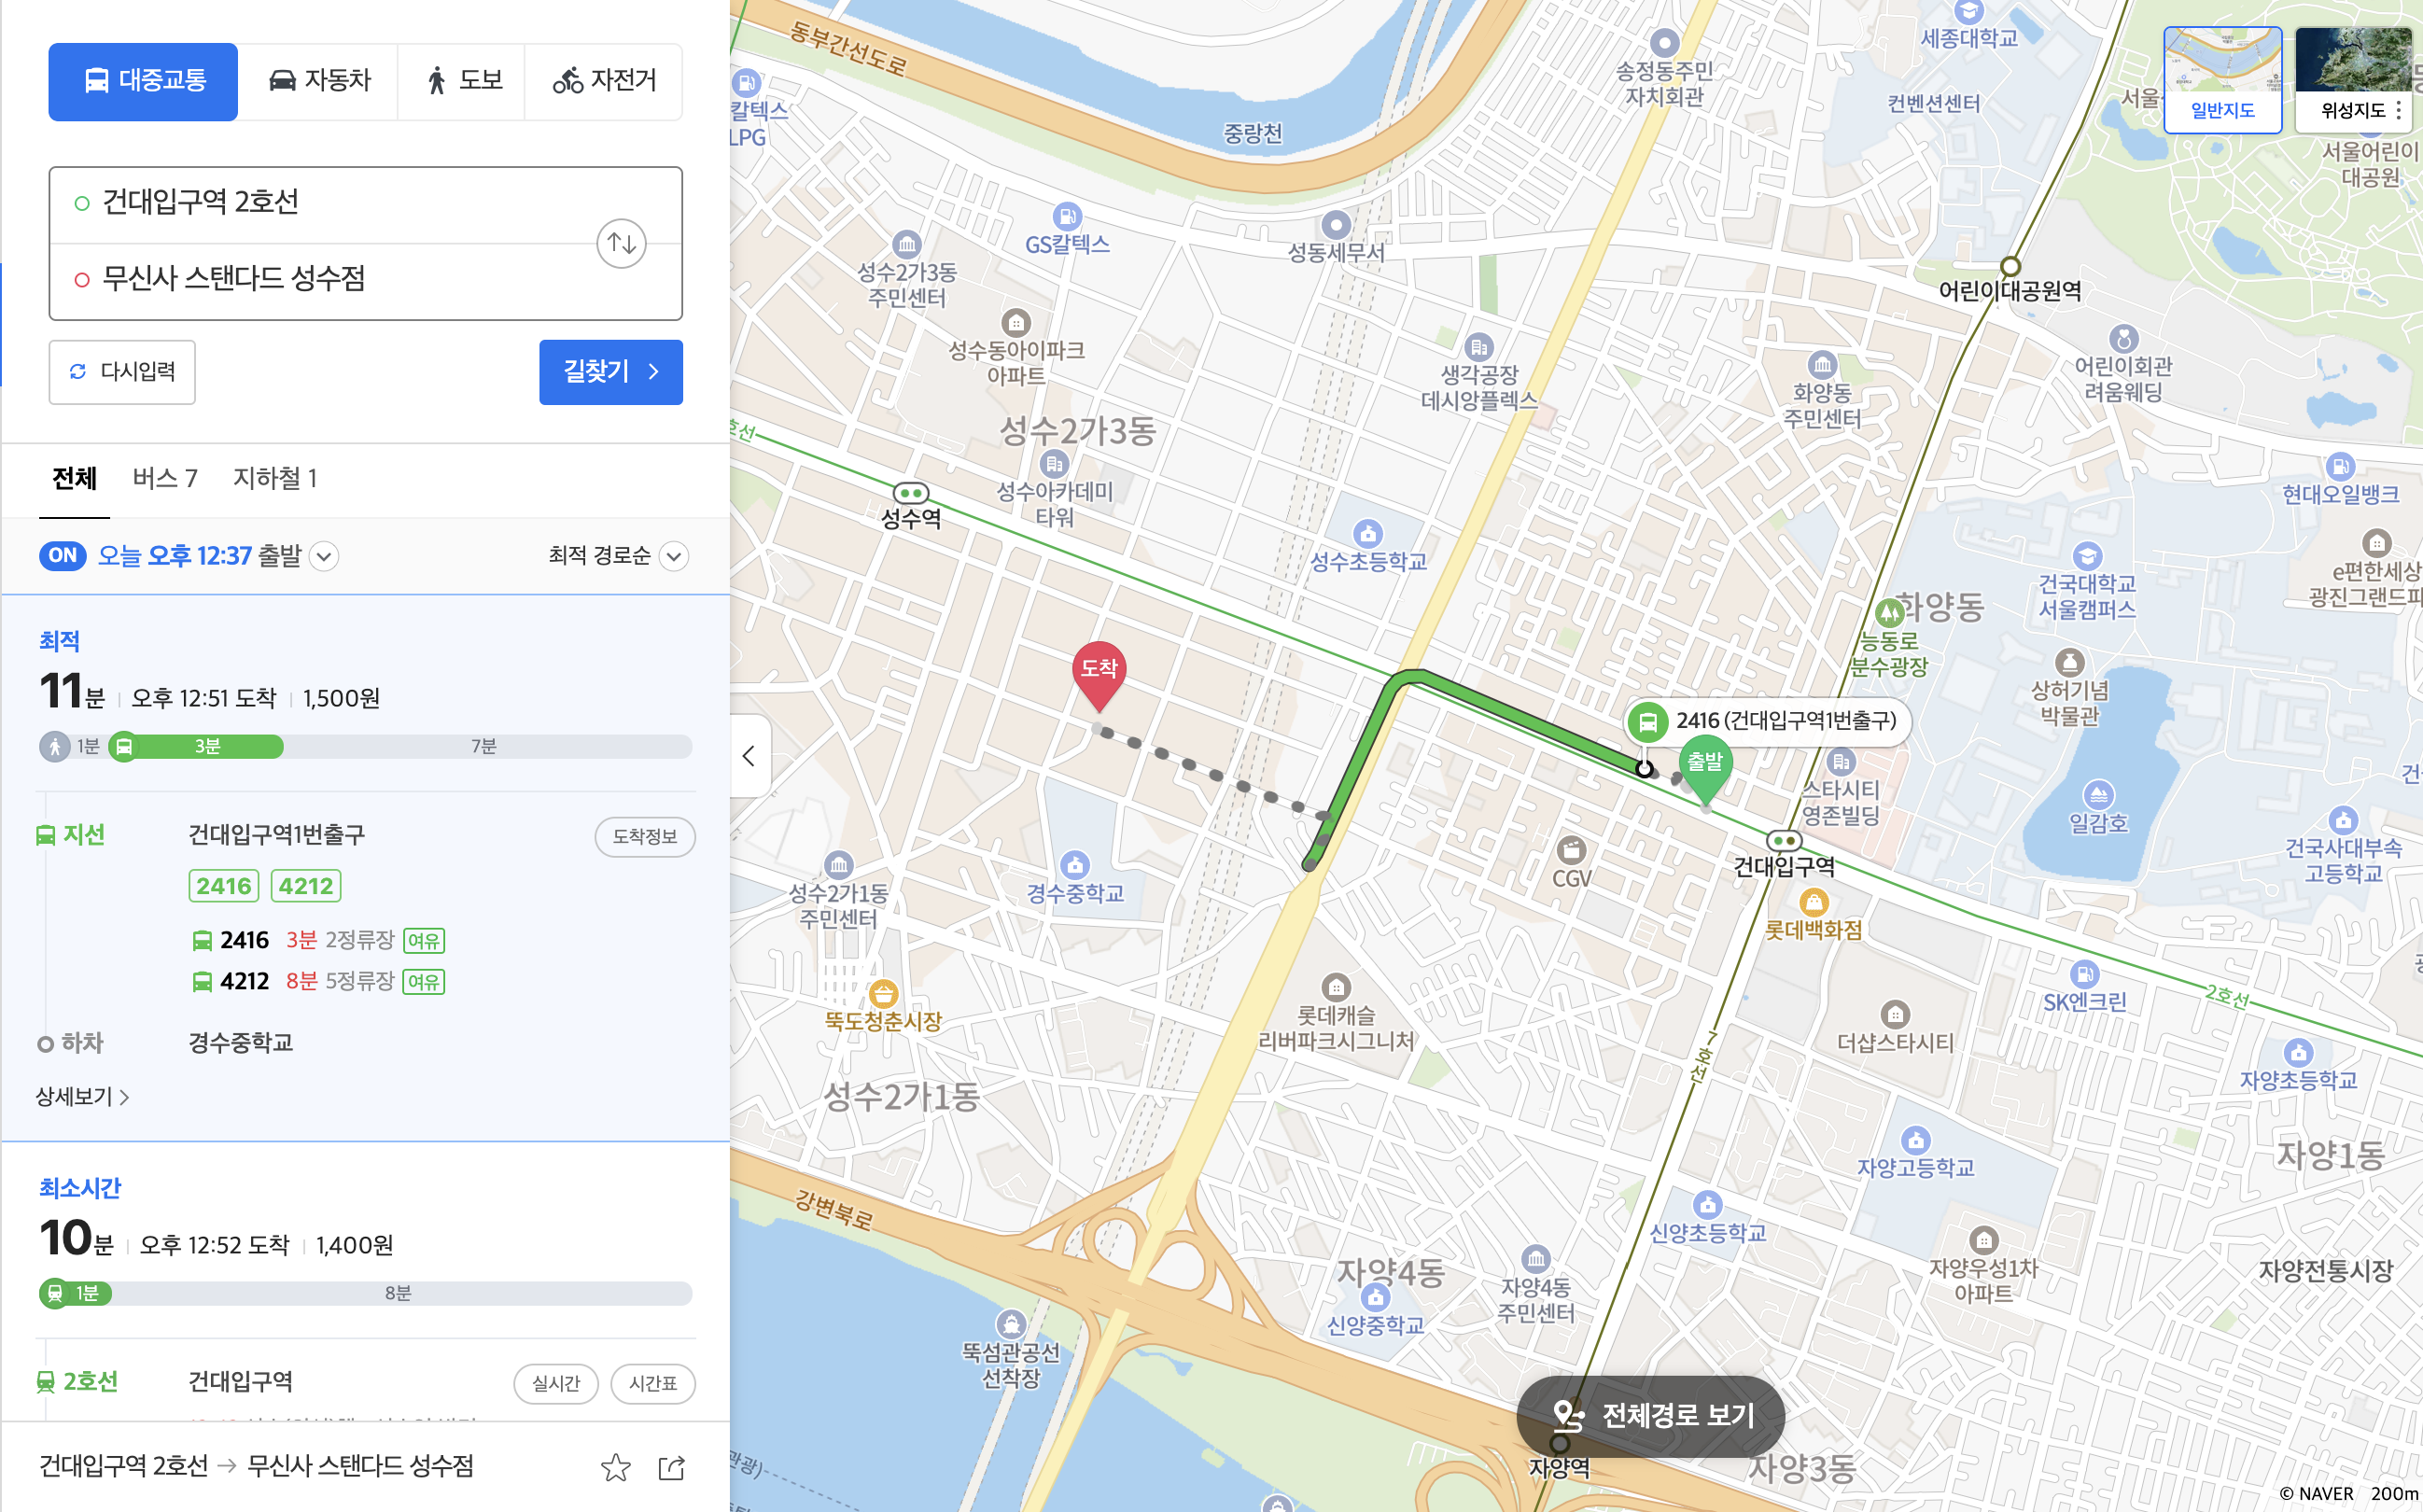 대중교통
자동차
도보
자전거
건대입구역 2호선
무신사 스탠다드 성수점
다시입력
길찾기
전체
버스 7
지하철 1
ON 오늘 오후 12:37 출발
최적 경로순
최적
11분 오후 12:51 도착 1,500원
1분 3분 7분
지선 건대입구역1번출구 도착정보
2416 4212
2416 3분 2정류장 여유
4212 8분 5정류장 여유
하차 경수중학교
상세보기
최소시간
10분 오후 12:52 도착 1,400원
1분 8분
2호선 건대입구역 실시간 시간표
건대입구역 2호선 → 무신사 스탠다드 성수점
동부간선도로
칼텍스
LPG
중랑천
송정동주민
자치회관
세종대학교
컨벤션센터
서울
일반지도
위성지도
서울어린이
대공원
성수2가3동
주민센터
GS칼텍스
성동세무서
어린이대공원역
성수동아이파크
아파트
생각공장
데시앙플렉스
화양동
주민센터
어린이회관
려움웨딩
호선
성수2가3동
성수아카데미
타워
성수역
성수초등학교
현대오일뱅크
e편한세상
광진그랜드파
건국대학교
서울캠퍼스
화양동
능동로
분수광장
상허기념
박물관
도착
2416 (건대입구역1번출구)
출발
스타시티
영존빌딩
일감호
건
건국사대부속
고등학교
건대입구역
CGV
롯데백화점
성수2가1동
주민센터
경수중학교
뚝도청춘시장
롯데캐슬
리버파크시그니처
SK엔크린
2호선
더샵스타시티
7호선
자양초등학교
성수2가1동
자양고등학교
자양1동
강변북로
신양초등학교
자양4동
자양4동
주민센터
신양중학교
자양우성1차
아파트
자양전통시장
뚝섬관공선
선착장
전체경로 보기
자양역
자양3동
관광)
© NAVER 200m